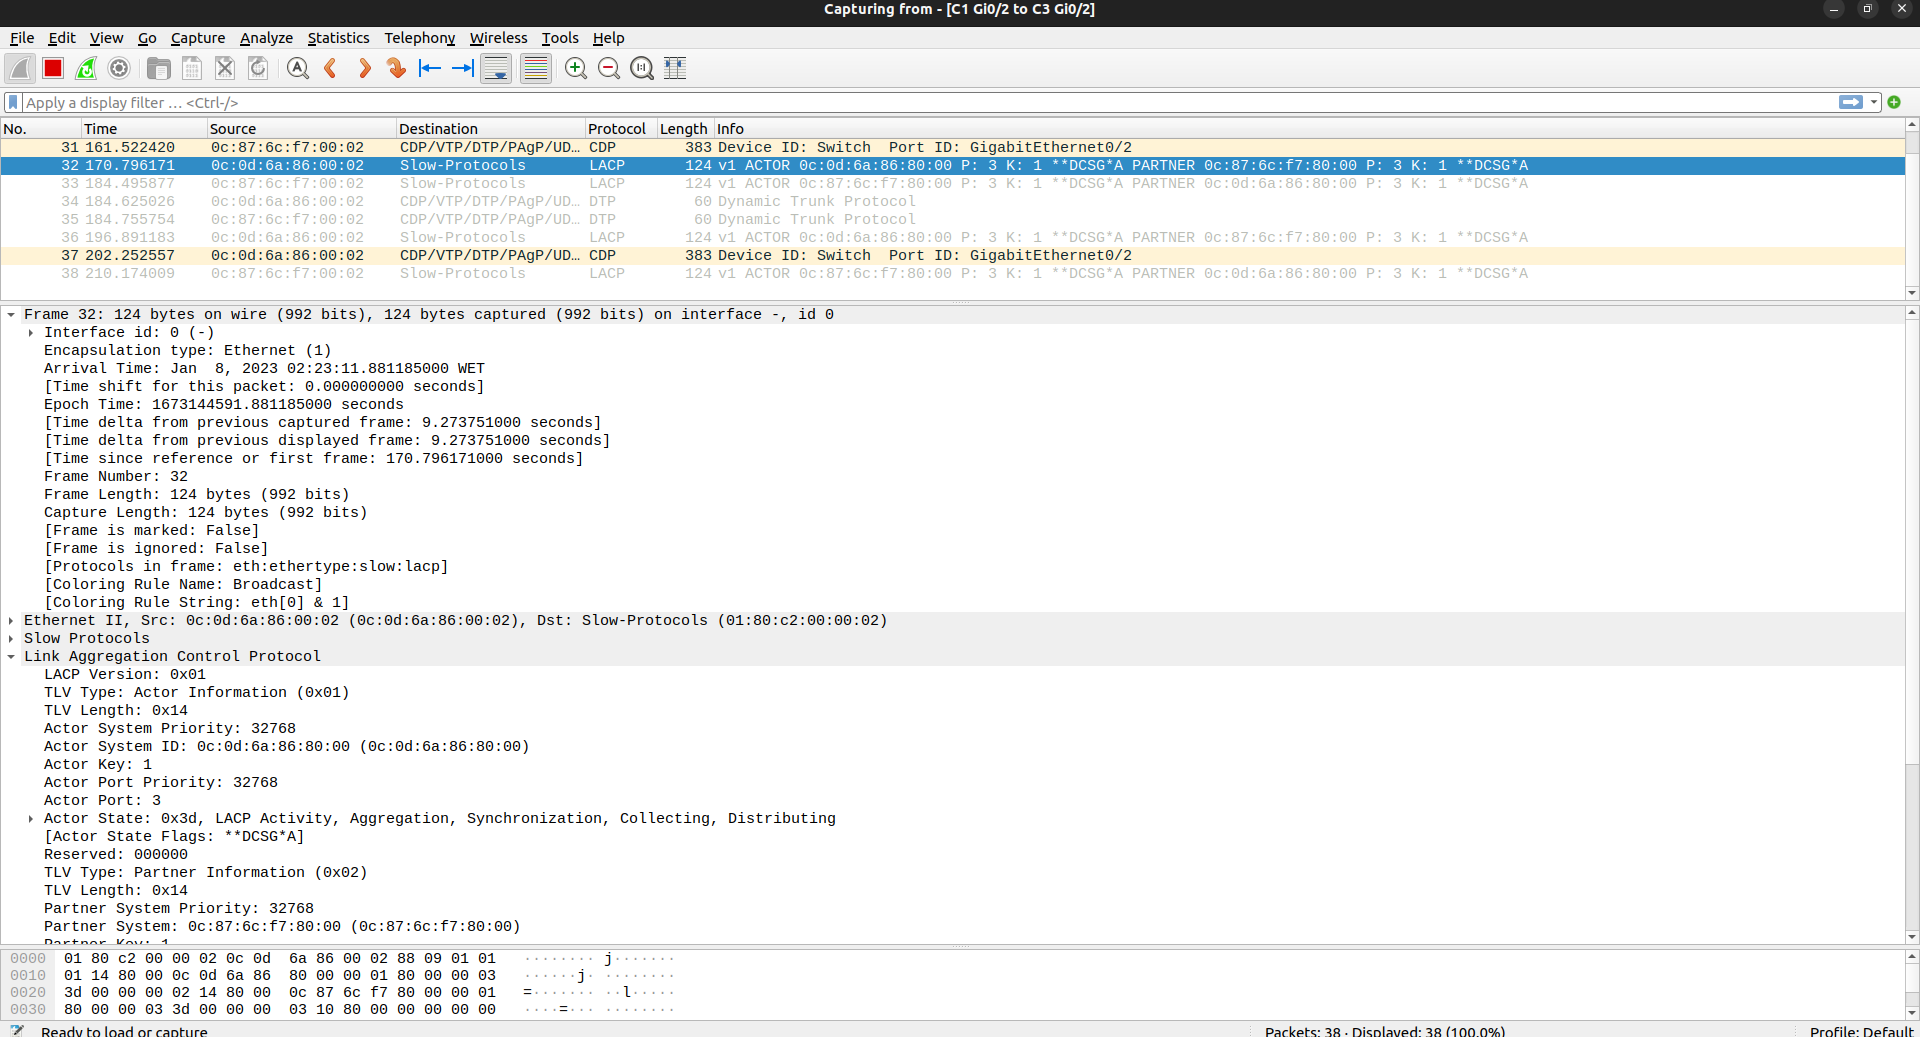 Capturing from - [C1 Gi0/2 to C3 Gi0/2]
File Edit View Go Capture Analyze Statistics Telephony Wireless Tools Help
Apply a display filter … <Ctrl-/>
No. Time Source Destination Protocol Length Info
31 161.522420 0c:87:6c:f7:00:02 CDP/VTP/DTP/PAgP/UD… CDP 383 Device ID: Switch  Port ID: GigabitEthernet0/2
32 170.796171 0c:0d:6a:86:00:02 Slow-Protocols LACP 124 v1 ACTOR 0c:0d:6a:86:80:00 P: 3 K: 1 **DCSG*A PARTNER 0c:87:6c:f7:80:00 P: 3 K: 1 **DCSG*A
33 184.495877 0c:87:6c:f7:00:02 Slow-Protocols LACP 124 v1 ACTOR 0c:87:6c:f7:80:00 P: 3 K: 1 **DCSG*A PARTNER 0c:0d:6a:86:80:00 P: 3 K: 1 **DCSG*A
34 184.625026 0c:0d:6a:86:00:02 CDP/VTP/DTP/PAgP/UD… DTP 60 Dynamic Trunk Protocol
35 184.755754 0c:87:6c:f7:00:02 CDP/VTP/DTP/PAgP/UD… DTP 60 Dynamic Trunk Protocol
36 196.891183 0c:0d:6a:86:00:02 Slow-Protocols LACP 124 v1 ACTOR 0c:0d:6a:86:80:00 P: 3 K: 1 **DCSG*A PARTNER 0c:87:6c:f7:80:00 P: 3 K: 1 **DCSG*A
37 202.252557 0c:0d:6a:86:00:02 CDP/VTP/DTP/PAgP/UD… CDP 383 Device ID: Switch  Port ID: GigabitEthernet0/2
38 210.174009 0c:87:6c:f7:00:02 Slow-Protocols LACP 124 v1 ACTOR 0c:87:6c:f7:80:00 P: 3 K: 1 **DCSG*A PARTNER 0c:0d:6a:86:80:00 P: 3 K: 1 **DCSG*A
Frame 32: 124 bytes on wire (992 bits), 124 bytes captured (992 bits) on interface -, id 0
Interface id: 0 (-)
Encapsulation type: Ethernet (1)
Arrival Time: Jan  8, 2023 02:23:11.881185000 WET
[Time shift for this packet: 0.000000000 seconds]
Epoch Time: 1673144591.881185000 seconds
[Time delta from previous captured frame: 9.273751000 seconds]
[Time delta from previous displayed frame: 9.273751000 seconds]
[Time since reference or first frame: 170.796171000 seconds]
Frame Number: 32
Frame Length: 124 bytes (992 bits)
Capture Length: 124 bytes (992 bits)
[Frame is marked: False]
[Frame is ignored: False]
[Protocols in frame: eth:ethertype:slow:lacp]
[Coloring Rule Name: Broadcast]
[Coloring Rule String: eth[0] & 1]
Ethernet II, Src: 0c:0d:6a:86:00:02 (0c:0d:6a:86:00:02), Dst: Slow-Protocols (01:80:c2:00:00:02)
Slow Protocols
Link Aggregation Control Protocol
LACP Version: 0x01
TLV Type: Actor Information (0x01)
TLV Length: 0x14
Actor System Priority: 32768
Actor System ID: 0c:0d:6a:86:80:00 (0c:0d:6a:86:80:00)
Actor Key: 1
Actor Port Priority: 32768
Actor Port: 3
Actor State: 0x3d, LACP Activity, Aggregation, Synchronization, Collecting, Distributing
[Actor State Flags: **DCSG*A]
Reserved: 000000
TLV Type: Partner Information (0x02)
TLV Length: 0x14
Partner System Priority: 32768
Partner System: 0c:87:6c:f7:80:00 (0c:87:6c:f7:80:00)
Partner Key: 1
0000 01 80 c2 00 00 02 0c 0d 6a 86 00 02 88 09 01 01 ········ j·······
0010 01 14 80 00 0c 0d 6a 86 80 00 00 01 80 00 00 03 ······j· ········
0020 3d 00 00 00 02 14 80 00 0c 87 6c f7 80 00 00 01 =······· ··l·····
0030 80 00 00 03 3d 00 00 00 03 10 80 00 00 00 00 00 ····=··· ········
Ready to load or capture Packets: 38 · Displayed: 38 (100.0%) Profile: Default